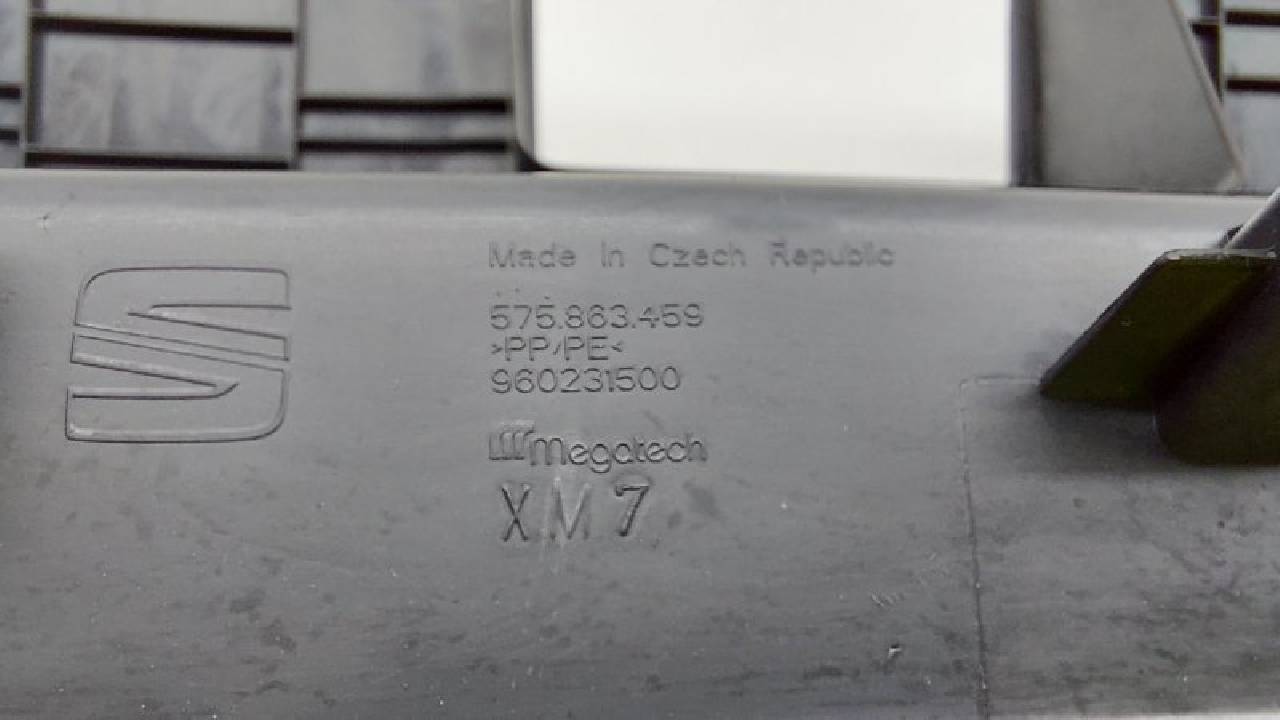 Made in Czech Republic
575.863.459
>PP/PE<
960231500
Megatech
XM7